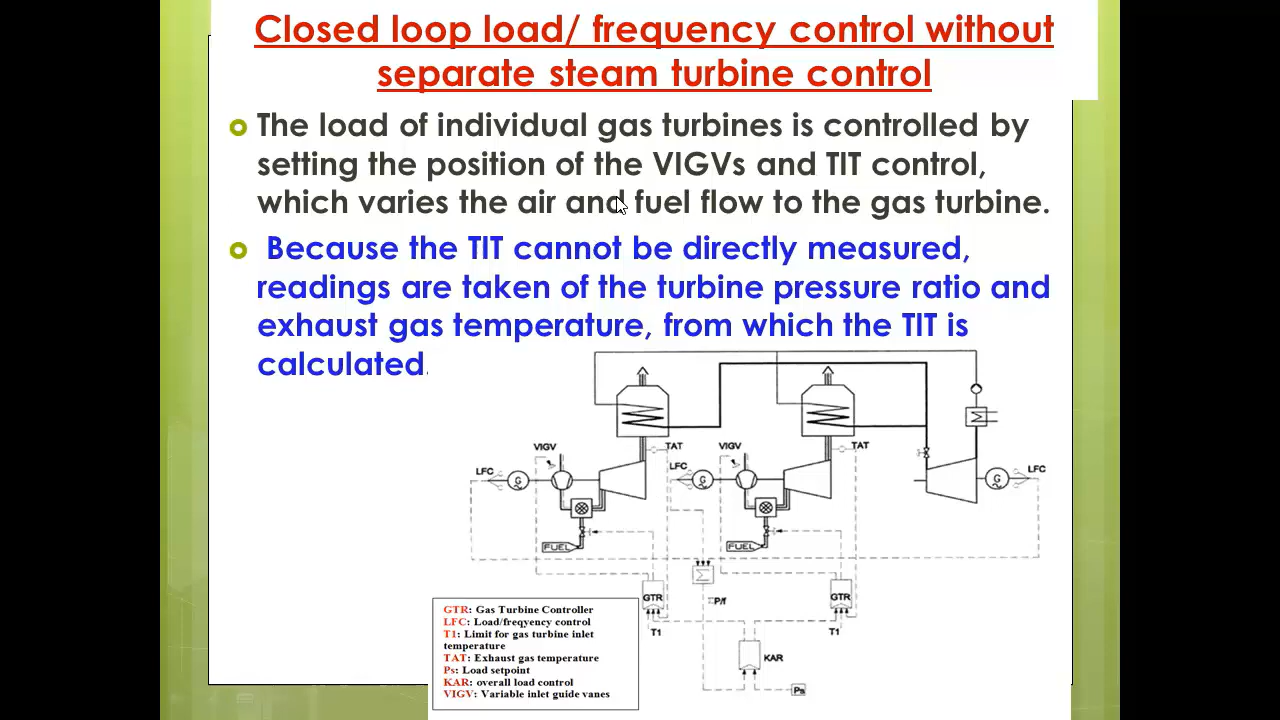 Closed loop load/ frequency control without
separate steam turbine control
The load of individual gas turbines is controlled by
setting the position of the VIGVs and TIT control,
which varies the air and fuel flow to the gas turbine.
Because the TIT cannot be directly measured,
readings are taken of the turbine pressure ratio and
exhaust gas temperature, from which the TIT is
calculated.
VIGV
TAT
VIGV
TAT
LFC
G
LFC
G
G
LFC
FUEL
FUEL
Σ
GTR
P/f
GTR
T1
T1
KAR
Ps
GTR: Gas Turbine Controller
LFC: Load/freqyency control
T1: Limit for gas turbine inlet
temperature
TAT: Exhaust gas temperature
Ps: Load setpoint
KAR: overall load control
VIGV: Variable inlet guide vanes